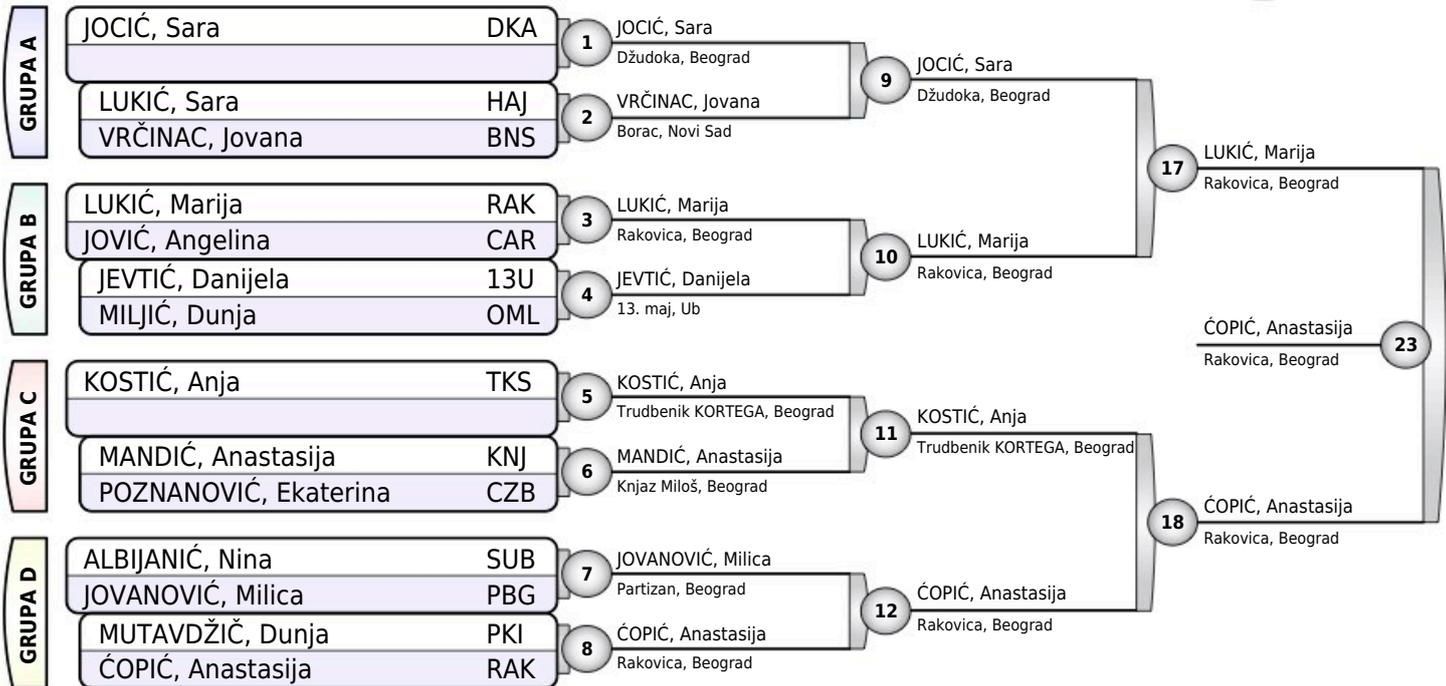 GRUPA A
JOCIĆ, Sara DKA
LUKIĆ, Sara HAJ
VRČINAC, Jovana BNS
GRUPA B
LUKIĆ, Marija RAK
JOVIĆ, Angelina CAR
JEVTIĆ, Danijela 13U
MILJIĆ, Dunja OML
GRUPA C
KOSTIĆ, Anja TKS
MANDIĆ, Anastasija KNJ
POZNANOVIĆ, Ekaterina CZB
GRUPA D
ALBIJANIĆ, Nina SUB
JOVANOVIĆ, Milica PBG
MUTAVDŽIČ, Dunja PKI
ĆOPIĆ, Anastasija RAK
1
JOCIĆ, Sara
Džudoka, Beograd
2
VRČINAC, Jovana
Borac, Novi Sad
3
LUKIĆ, Marija
Rakovica, Beograd
4
JEVTIĆ, Danijela
13. maj, Ub
5
KOSTIĆ, Anja
Trudbenik KORTEGA, Beograd
6
MANDIĆ, Anastasija
Knjaz Miloš, Beograd
7
JOVANOVIĆ, Milica
Partizan, Beograd
8
ĆOPIĆ, Anastasija
Rakovica, Beograd
9
JOCIĆ, Sara
Džudoka, Beograd
10
LUKIĆ, Marija
Rakovica, Beograd
11
KOSTIĆ, Anja
Trudbenik KORTEGA, Beograd
12
ĆOPIĆ, Anastasija
Rakovica, Beograd
17
LUKIĆ, Marija
Rakovica, Beograd
18
ĆOPIĆ, Anastasija
Rakovica, Beograd
ĆOPIĆ, Anastasija
Rakovica, Beograd
23